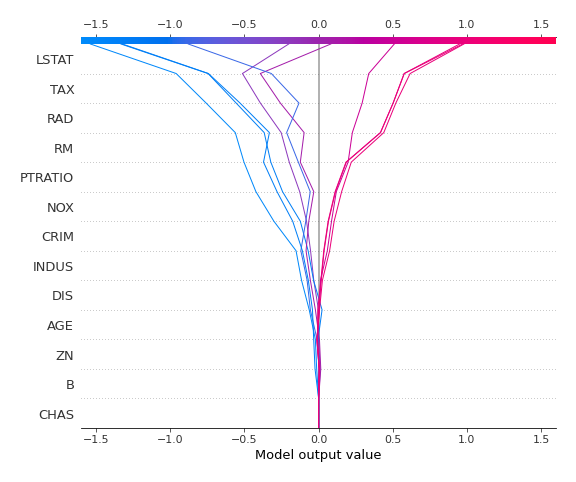 −1.5 −1.0 −0.5 0.0 0.5 1.0 1.5
LSTAT
TAX
RAD
RM
PTRATIO
NOX
CRIM
INDUS
DIS
AGE
ZN
B
CHAS
−1.5 −1.0 −0.5 0.0 0.5 1.0 1.5
Model output value